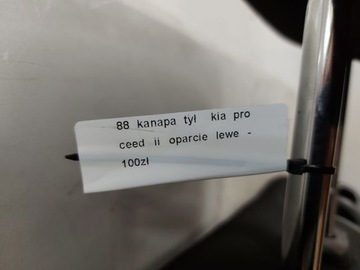 88 kanapa tył kia pro
ceed ii oparcie lewe -
100zł